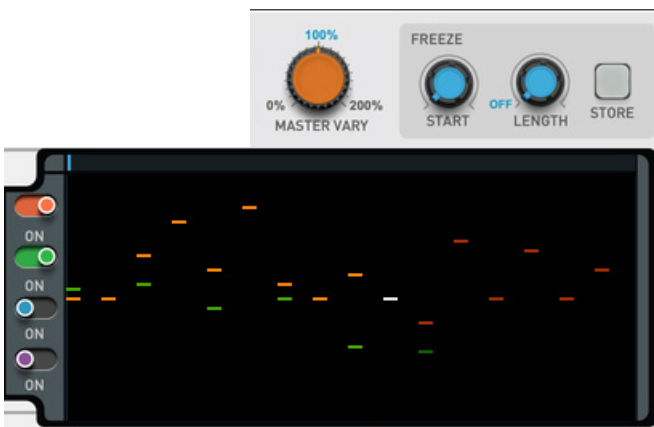 100%
FREEZE
0%
200%
OFF
MASTER VARY
START
LENGTH
STORE
ON
ON
ON
ON